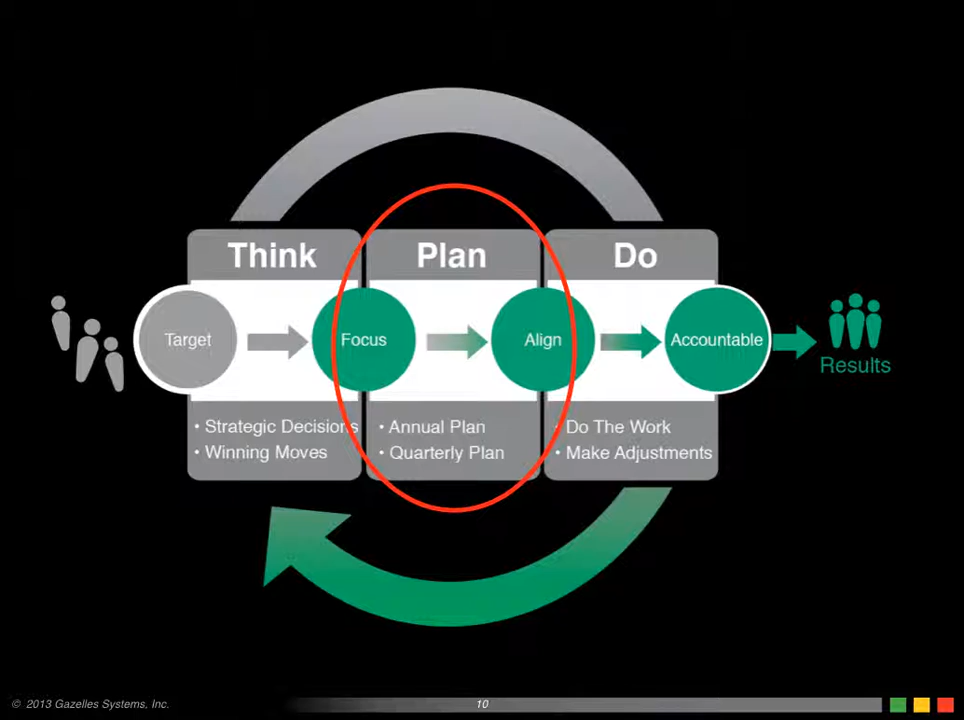 Think
Plan
Do
Target
Focus
Align
Accountable
Results
• Strategic Decisions
• Winning Moves
• Annual Plan
• Quarterly Plan
• Do The Work
• Make Adjustments
© 2013 Gazelles Systems, Inc.
10